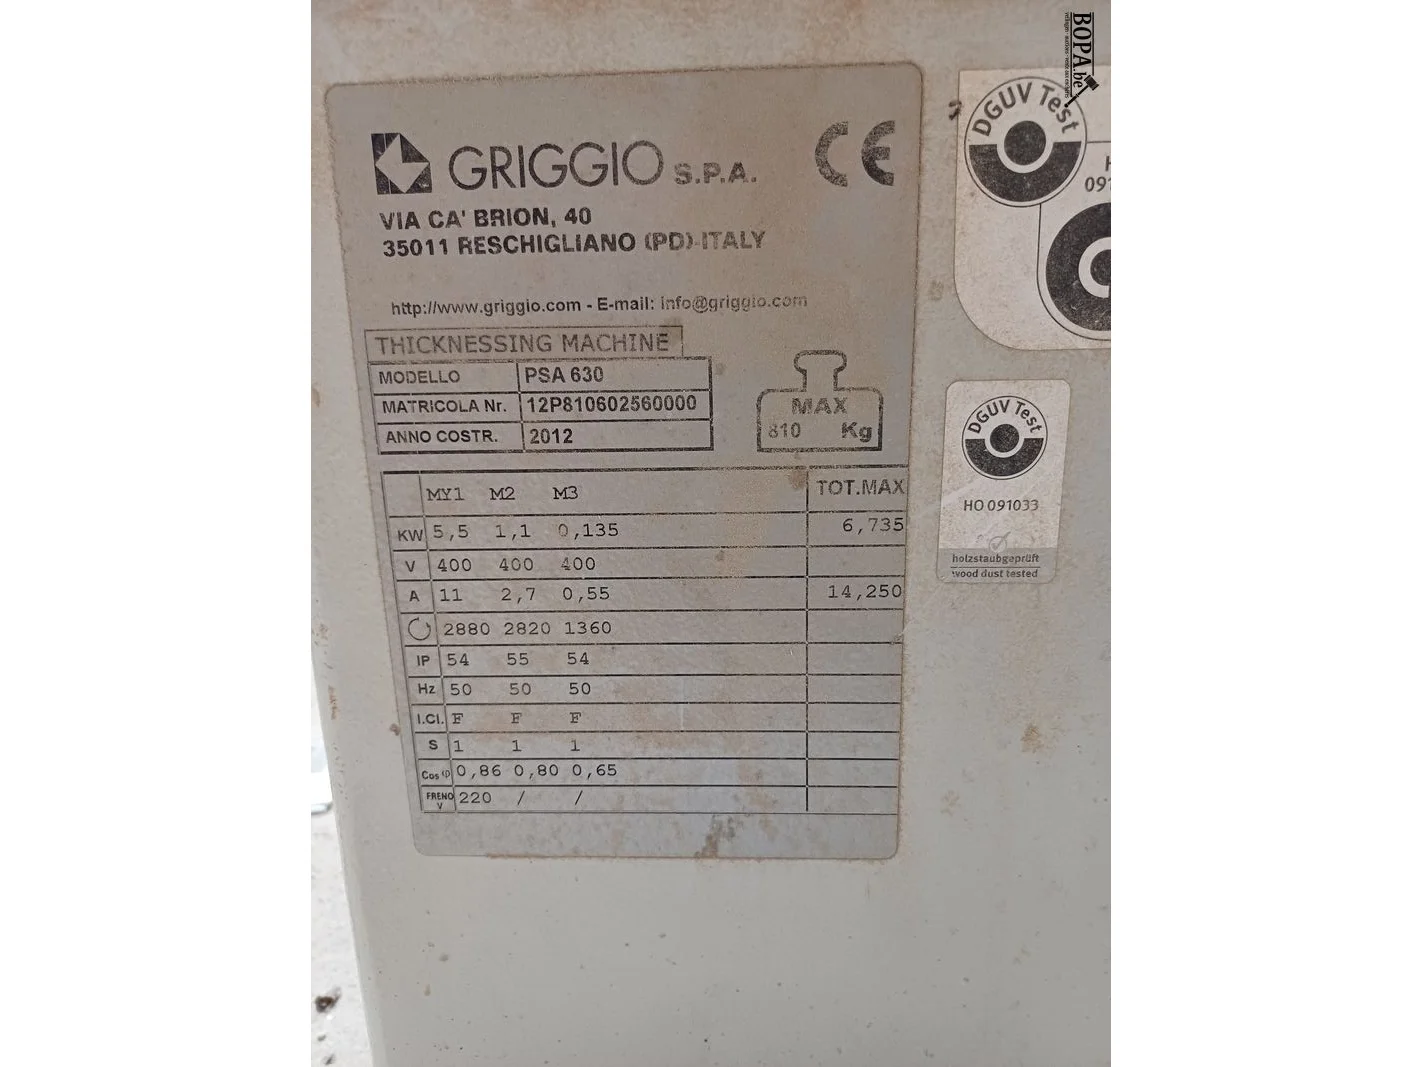 GRIGGIO S.P.A.
CE
VIA CA' BRION, 40
35011 RESCHIGLIANO (PD)-ITALY
http://www.griggio.com - E-mail: info@griggio.com
THICKNESSING MACHINE
MODELLO PSA 630
MATRICOLA Nr. 12P810602560000
ANNO COSTR. 2012
MAX
810 Kg
MY1 M2 M3 TOT.MAX
KW 5,5 1,1 0,135 6,735
V 400 400 400
A 11 2,7 0,55 14,250
2880 2820 1360
IP 54 55 54
Hz 50 50 50
I.Cl. F F F
S 1 1 1
Cos φ 0,86 0,80 0,65
FRENO V 220 / /
BOPA.be
DGUV Test
H
091
DGUV Test
HO 091033
holzstaubgeprüft
wood dust tested